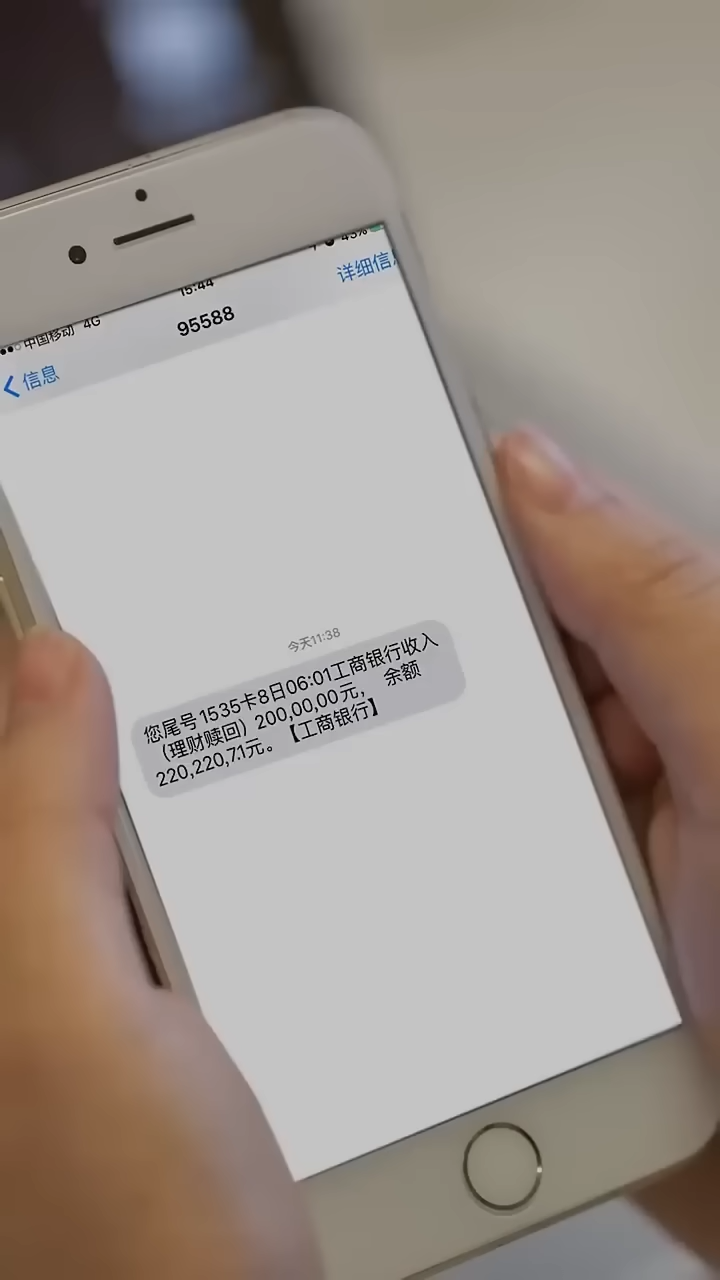 中国移动 4G 15:44 43%
信息 95588 详细信息
今天11:38
您尾号1535卡8日06:01工商银行收入
（理财赎回）200,00,00元， 余额
220,220,7.1元。【工商银行】